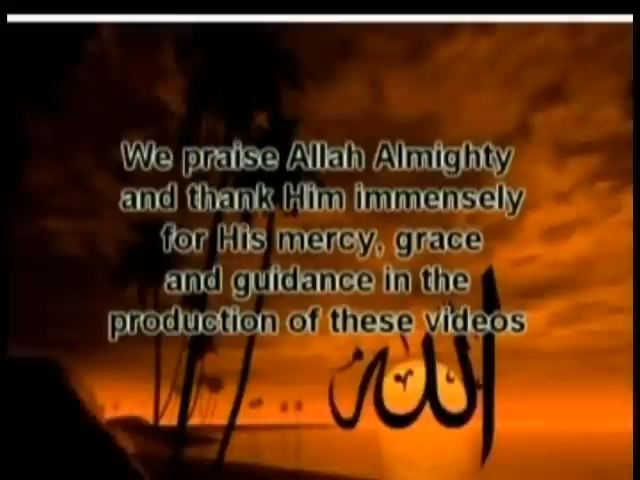 We praise Allah Almighty
and thank Him immensely
for His mercy, grace
and guidance in the
production of these videos
الله